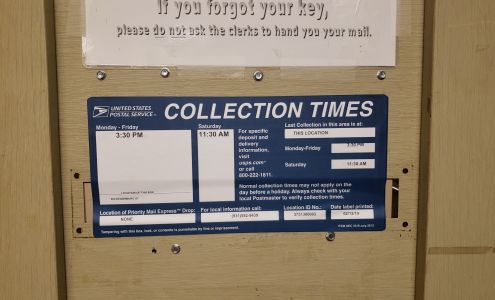 If you forgot your key,
please do not ask the clerks to hand you your mail.
UNITED STATES
POSTAL SERVICE®
COLLECTION TIMES
Monday - Friday
3:30 PM
LOCATION OF THIS BOX
Saturday
11:30 AM
For specific
deposit and
delivery
information,
visit
usps.com®
or call
800-222-1811.
Last Collection in this area is at:
THIS LOCATION
Monday-Friday
3:30 PM
Saturday
11:30 AM
Normal collection times may not apply on the
day before a holiday. Always check with your
local Postmaster to verify collection times.
Location of Priority Mail Express™ Drop:
NONE
For local information call:
Location ID No.:
Date label printed:
Tampering with this box, lock, or contents is punishable by fine or imprisonment.